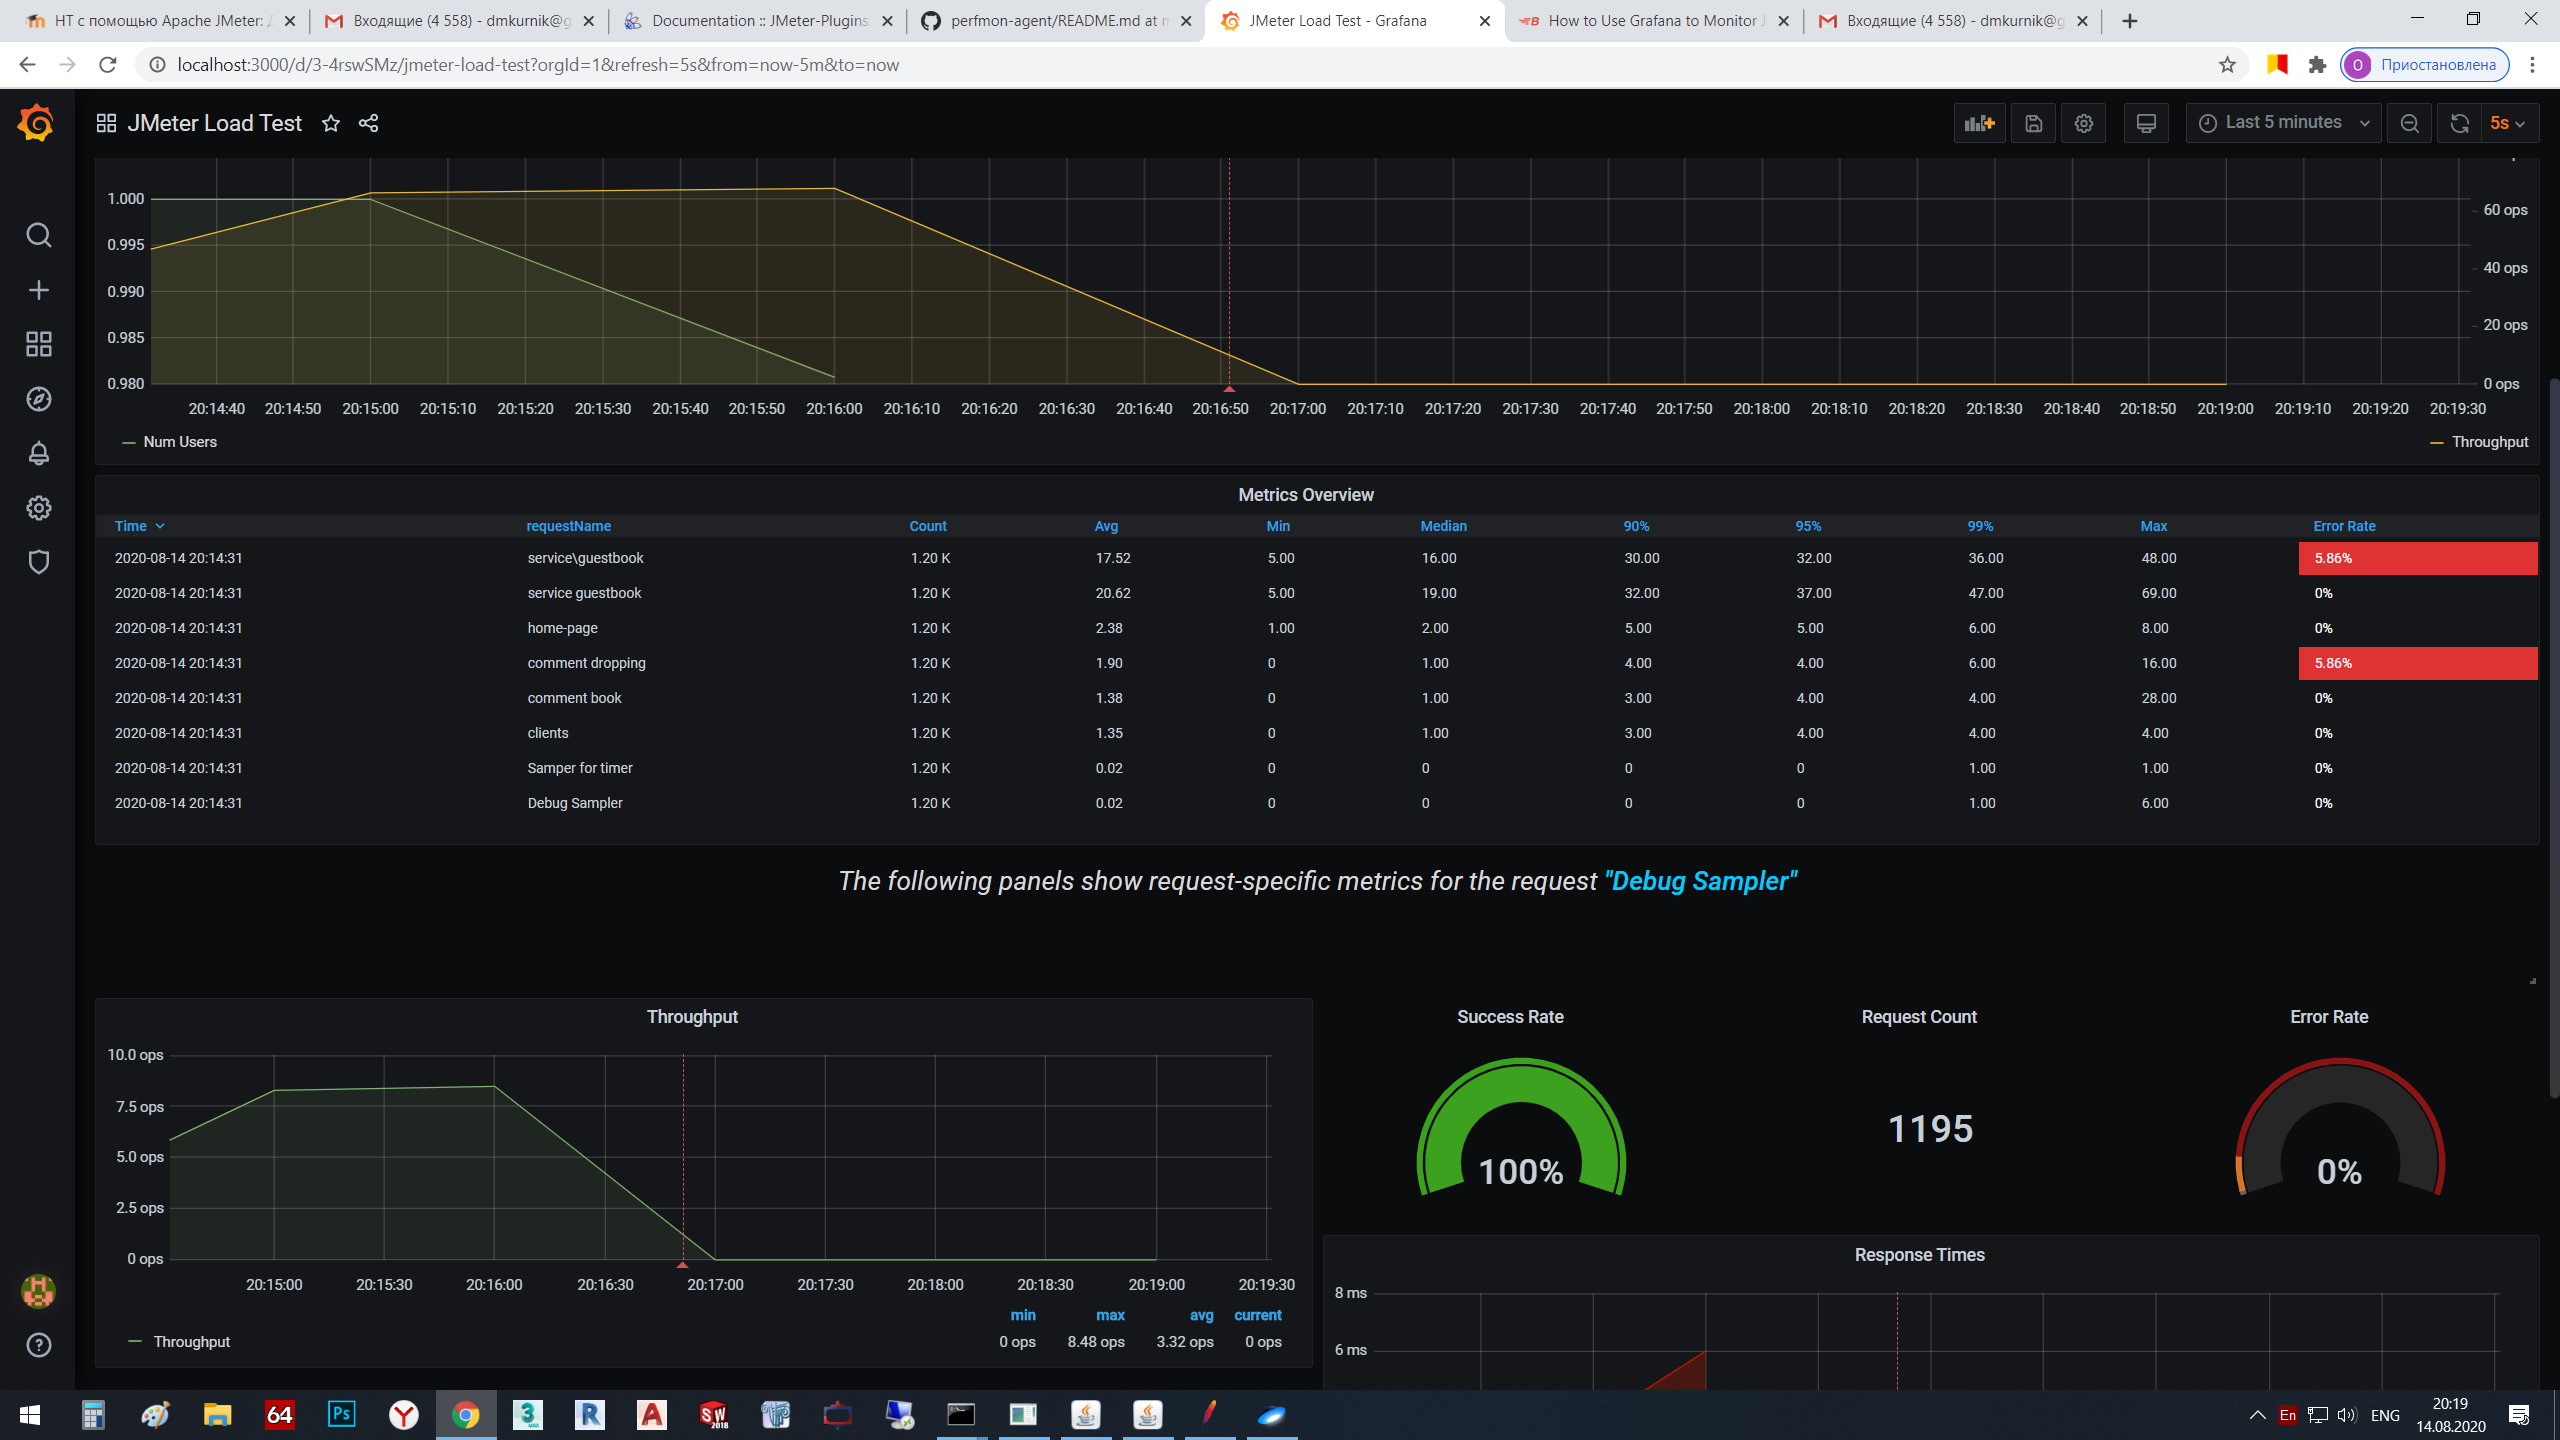 НТ с помощью Apache JMeter: Д
Входящие (4 558) - dmkurnik@g
Documentation :: JMeter-Plugins.
perfmon-agent/README.md at m
JMeter Load Test - Grafana
How to Use Grafana to Monitor J
Входящие (4 558) - dmkurnik@g
localhost:3000/d/3-4rswSMz/jmeter-load-test?orgId=1&refresh=5s&from=now-5m&to=now
О Приостановлена
JMeter Load Test
Last 5 minutes
5s
1.000
0.995
0.990
0.985
0.980
60 ops
40 ops
20 ops
0 ops
20:14:40 20:14:50 20:15:00 20:15:10 20:15:20 20:15:30 20:15:40 20:15:50 20:16:00 20:16:10 20:16:20 20:16:30 20:16:40 20:16:50 20:17:00 20:17:10 20:17:20 20:17:30 20:17:40 20:17:50 20:18:00 20:18:10 20:18:20 20:18:30 20:18:40 20:18:50 20:19:00 20:19:10 20:19:20 20:19:30
Num Users
Throughput
Metrics Overview
Time requestName Count Avg Min Median 90% 95% 99% Max Error Rate
2020-08-14 20:14:31 service\guestbook 1.20 K 17.52 5.00 16.00 30.00 32.00 36.00 48.00 5.86%
2020-08-14 20:14:31 service guestbook 1.20 K 20.62 5.00 19.00 32.00 37.00 47.00 69.00 0%
2020-08-14 20:14:31 home-page 1.20 K 2.38 1.00 2.00 5.00 5.00 6.00 8.00 0%
2020-08-14 20:14:31 comment dropping 1.20 K 1.90 0 1.00 4.00 4.00 6.00 16.00 5.86%
2020-08-14 20:14:31 comment book 1.20 K 1.38 0 1.00 3.00 4.00 4.00 28.00 0%
2020-08-14 20:14:31 clients 1.20 K 1.35 0 1.00 3.00 4.00 4.00 4.00 0%
2020-08-14 20:14:31 Samper for timer 1.20 K 0.02 0 0 0 0 1.00 1.00 0%
2020-08-14 20:14:31 Debug Sampler 1.20 K 0.02 0 0 0 0 1.00 6.00 0%
The following panels show request-specific metrics for the request "Debug Sampler"
Throughput
10.0 ops
7.5 ops
5.0 ops
2.5 ops
0 ops
20:15:00 20:15:30 20:16:00 20:16:30 20:17:00 20:17:30 20:18:00 20:18:30 20:19:00 20:19:30
min max avg current
Throughput 0 ops 8.48 ops 3.32 ops 0 ops
Success Rate
100%
Request Count
1195
Error Rate
0%
Response Times
8 ms
6 ms
64
Ps
Y
3
MAX
R
A
SW
2018
En
ENG
20:19
14.08.2020